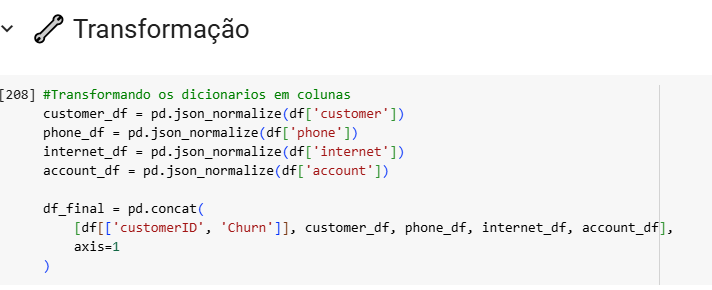 Transformação
[208] #Transformando os dicionarios em colunas
customer_df = pd.json_normalize(df['customer'])
phone_df = pd.json_normalize(df['phone'])
internet_df = pd.json_normalize(df['internet'])
account_df = pd.json_normalize(df['account'])
df_final = pd.concat(
[df[['customerID', 'Churn']], customer_df, phone_df, internet_df, account_df],
axis=1
)